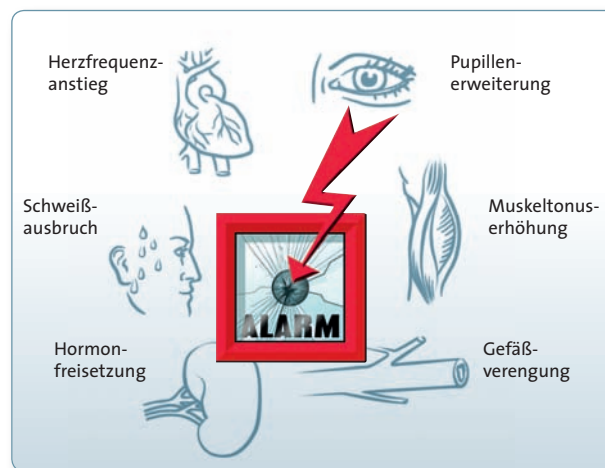 Herzfrequenz-
anstieg
Pupillen-
erweiterung
Schweiß-
ausbruch
Muskeltonus-
erhöhung
ALARM
Hormon-
freisetzung
Gefäß-
verengung